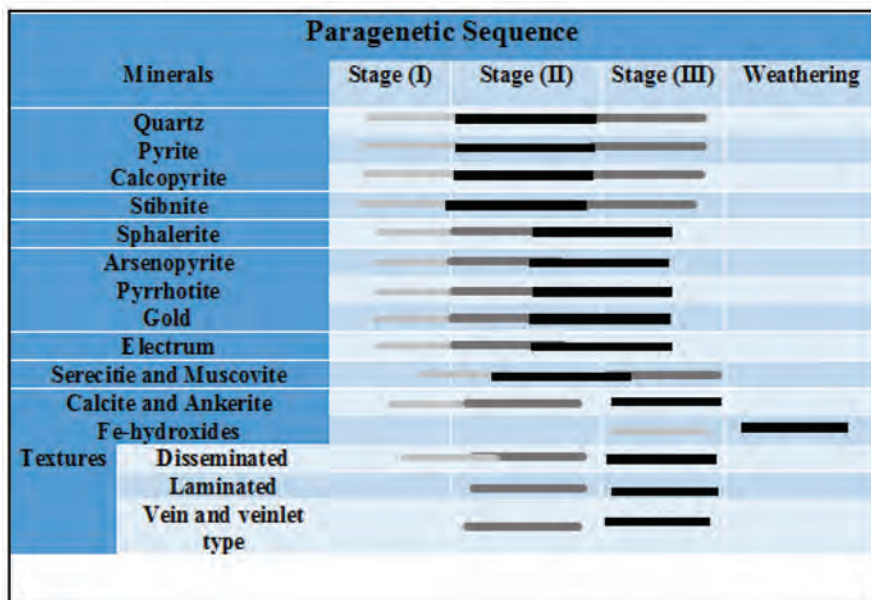 Paragenetic Sequence
Minerals Stage (I) Stage (II) Stage (III) Weathering
Quartz
Pyrite
Calcopyrite
Stibnite
Sphalerite
Arsenopyrite
Pyrrhotite
Gold
Electrum
Serecitie and Muscovite
Calcite and Ankerite
Fe-hydroxides
Textures Disseminated
Laminated
Vein and veinlet
type